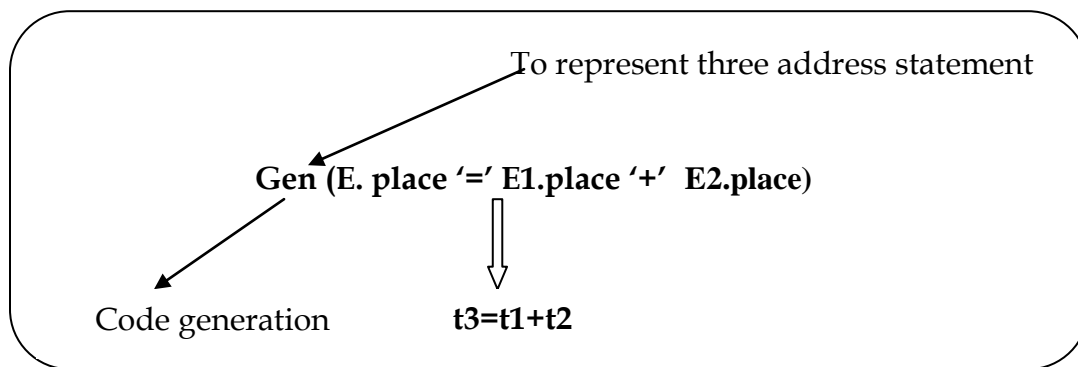 To represent three address statement
Gen (E. place ‘=’ E1.place ‘+’ E2.place)
Code generation
t3=t1+t2